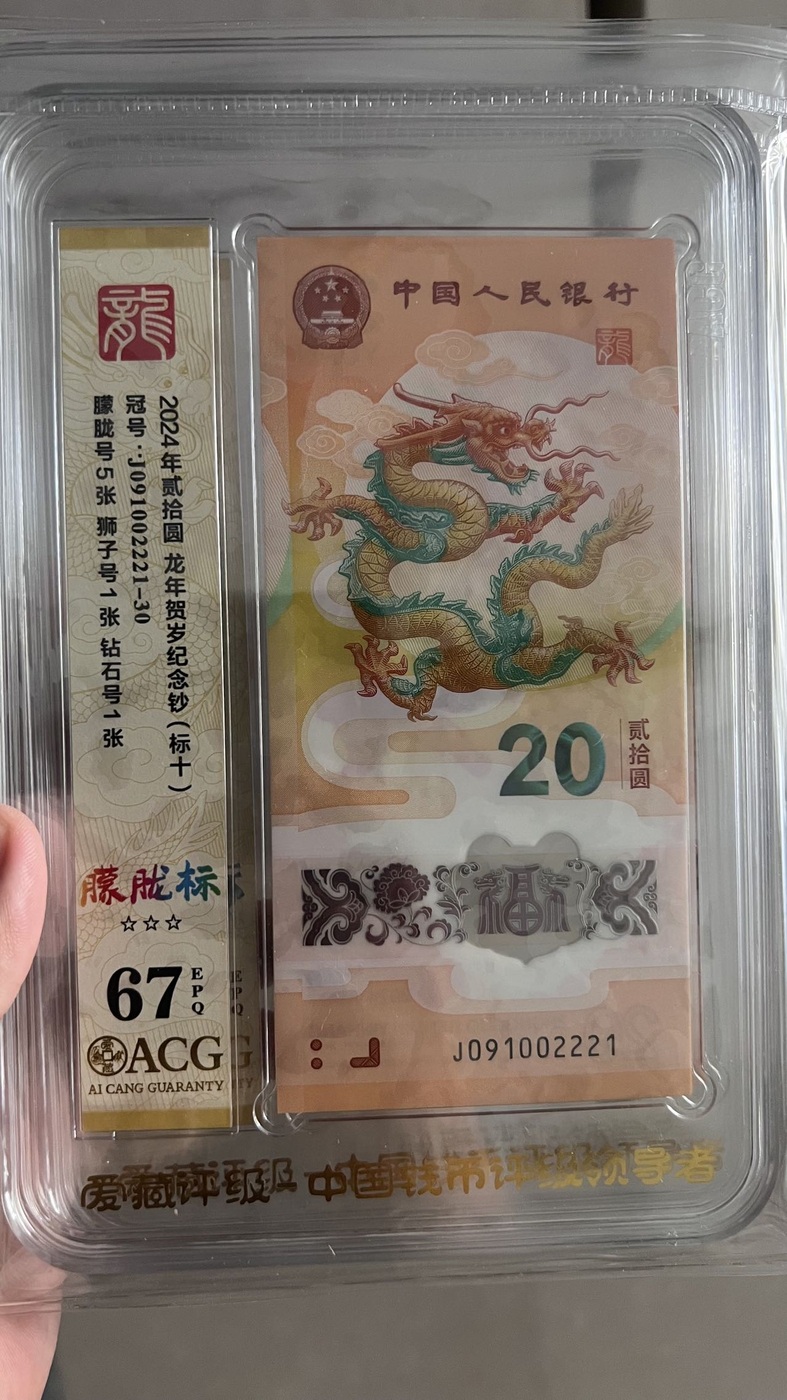 龍
2024年贰拾圆 龙年贺岁纪念钞(标十)
冠号:J091002221-30
朦胧号5张 狮子号1张 钻石号1张
朦胧标
☆☆☆
67 EPQ
ACG
AI CANG GUARANTY
中国人民银行
龍
20
贰拾圆
福
J091002221
爱藏评级 中国钱币评级领导者